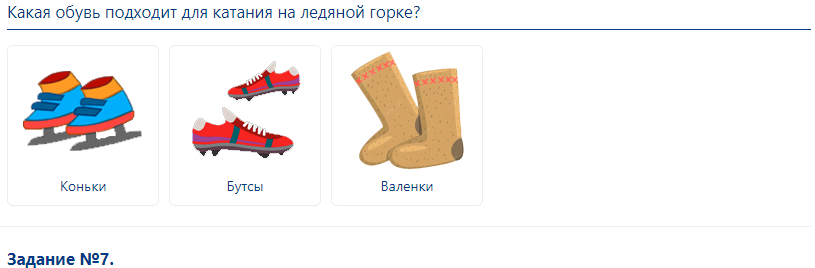 Какая обувь подходит для катания на ледяной горке?
Коньки
Бутсы
Валенки
Задание №7.